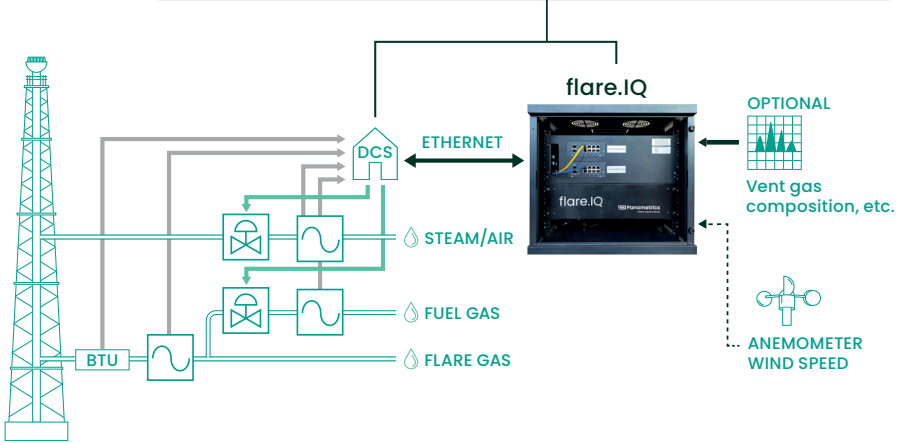 flare.IQ
OPTIONAL
DCS
ETHERNET
Vent gas
composition, etc.
flare.IQ
Panametrics
STEAM/AIR
FUEL GAS
BTU
FLARE GAS
ANEMOMETER
WIND SPEED